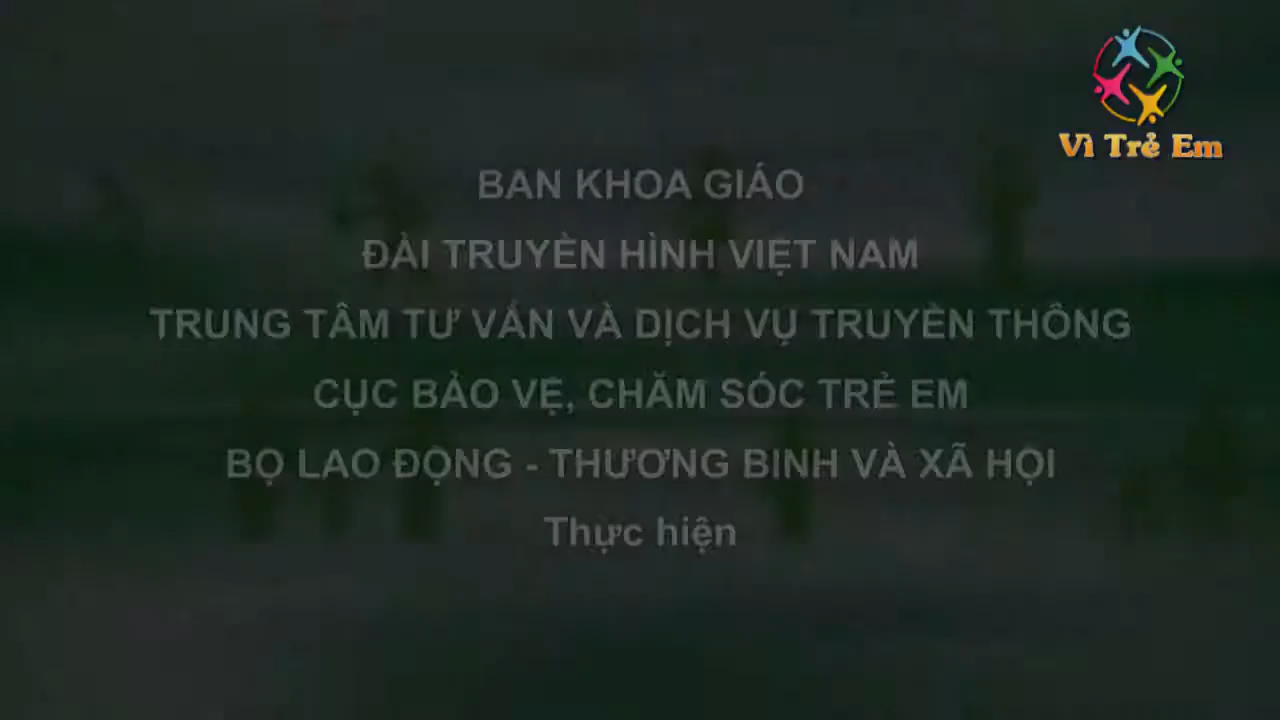 Vì Trẻ Em
BAN KHOA GIÁO
ĐÀI TRUYỀN HÌNH VIỆT NAM
TRUNG TÂM TƯ VẤN VÀ DỊCH VỤ TRUYỀN THÔNG
CỤC BẢO VỆ, CHĂM SÓC TRẺ EM
BỘ LAO ĐỘNG - THƯƠNG BINH VÀ XÃ HỘI
Thực hiện